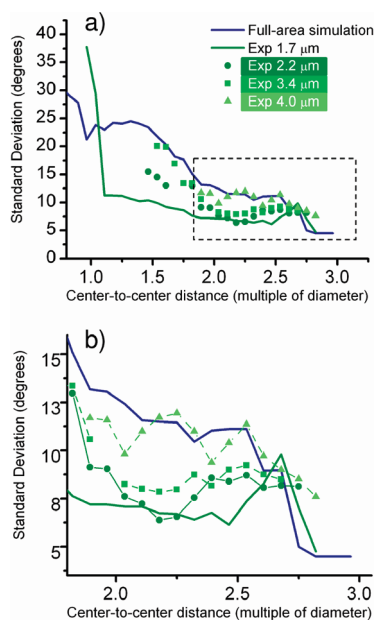 a)
Full-area simulation
Exp 1.7 μm
Exp 2.2 μm
Exp 3.4 μm
Exp 4.0 μm
Standard Deviation (degrees)
40
35
30
25
20
15
10
5
0
1.0 1.5 2.0 2.5 3.0
Center-to-center distance (multiple of diameter)
b)
Standard Deviation (degrees)
15
13
10
8
5
2.0 2.5 3.0
Center-to-center distance (multiple of diameter)